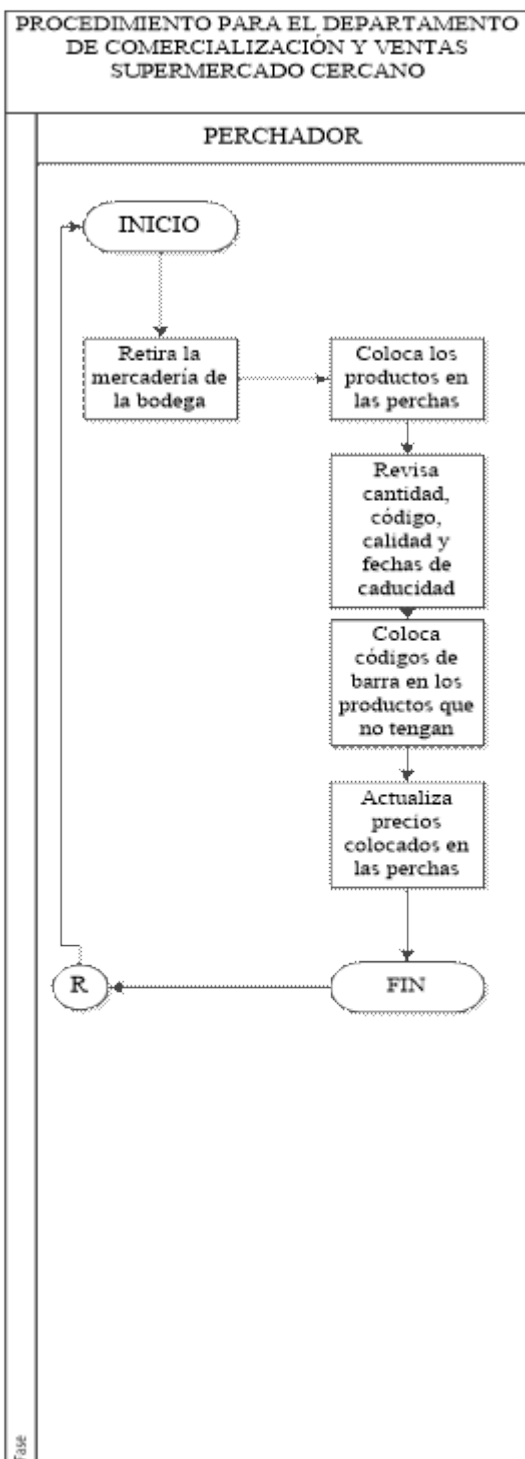 PROCEDIMIENTO PARA EL DEPARTAMENTO
DE COMERCIALIZACIÓN Y VENTAS
SUPERMERCADO CERCANO
PERCHADOR
INICIO
Retira la
mercadería de
la bodega
Coloca los
productos en
las perchas
Revisa
cantidad,
código,
calidad y
fechas de
caducidad
Coloca
códigos de
barra en los
productos que
no tengan
Actualiza
precios
colocados en
las perchas
R
FIN
Fase